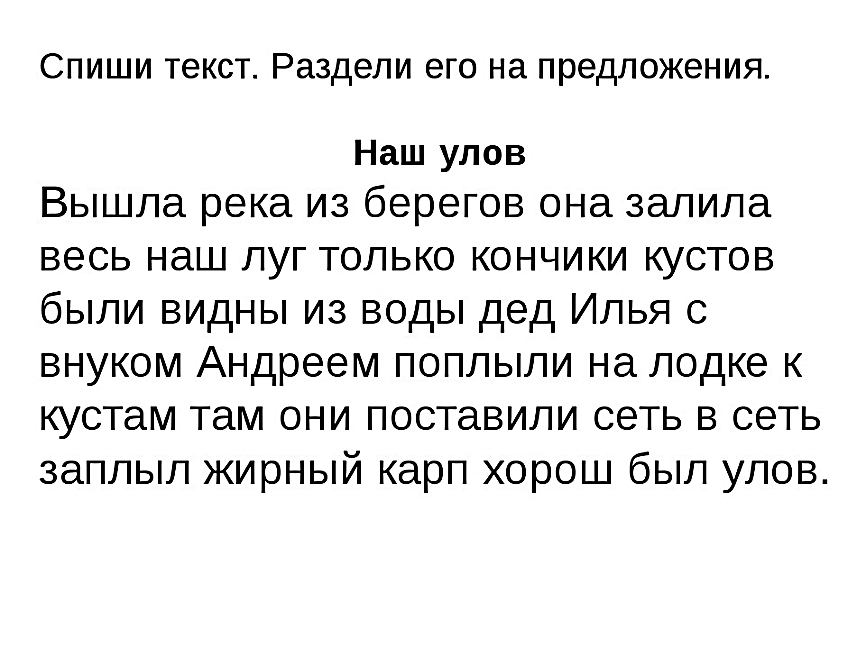 Спиши текст. Раздели его на предложения.
Наш улов
Вышла река из берегов она залила
весь наш луг только кончики кустов
были видны из воды дед Илья с
внуком Андреем поплыли на лодке к
кустам там они поставили сеть в сеть
заплыл жирный карп хорош был улов.